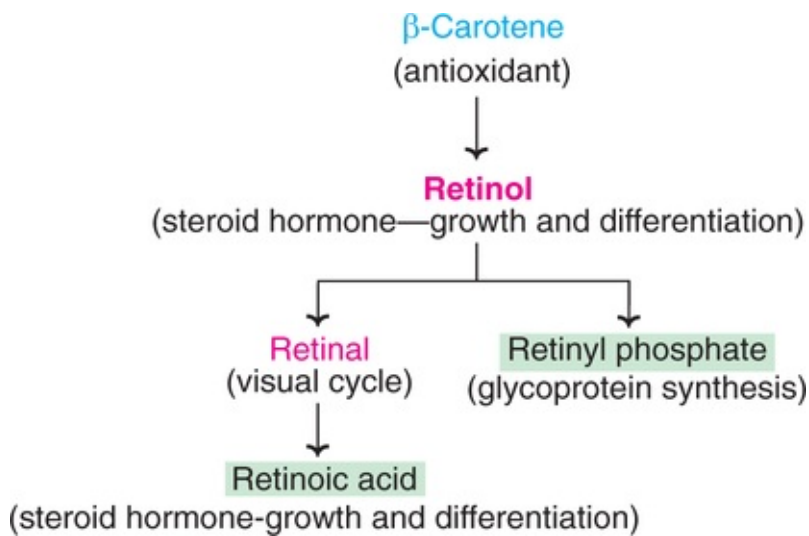 β-Carotene
(antioxidant)
Retinol
(steroid hormone—growth and differentiation)
Retinal
(visual cycle)
Retinyl phosphate
(glycoprotein synthesis)
Retinoic acid
(steroid hormone-growth and differentiation)